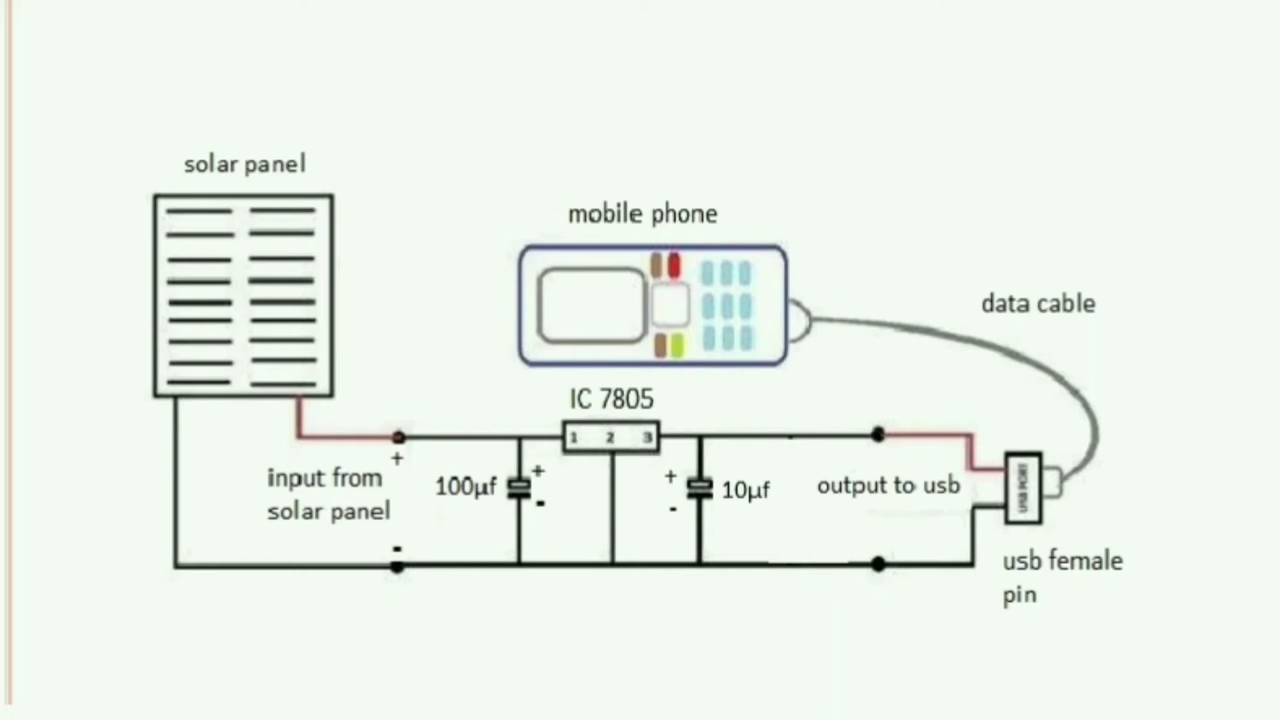 solar panel
mobile phone
data cable
IC 7805
1 2 3
+
input from
solar panel
-
100µf
+
-
+
-
10µf
output to usb
USB PORT
usb female
pin